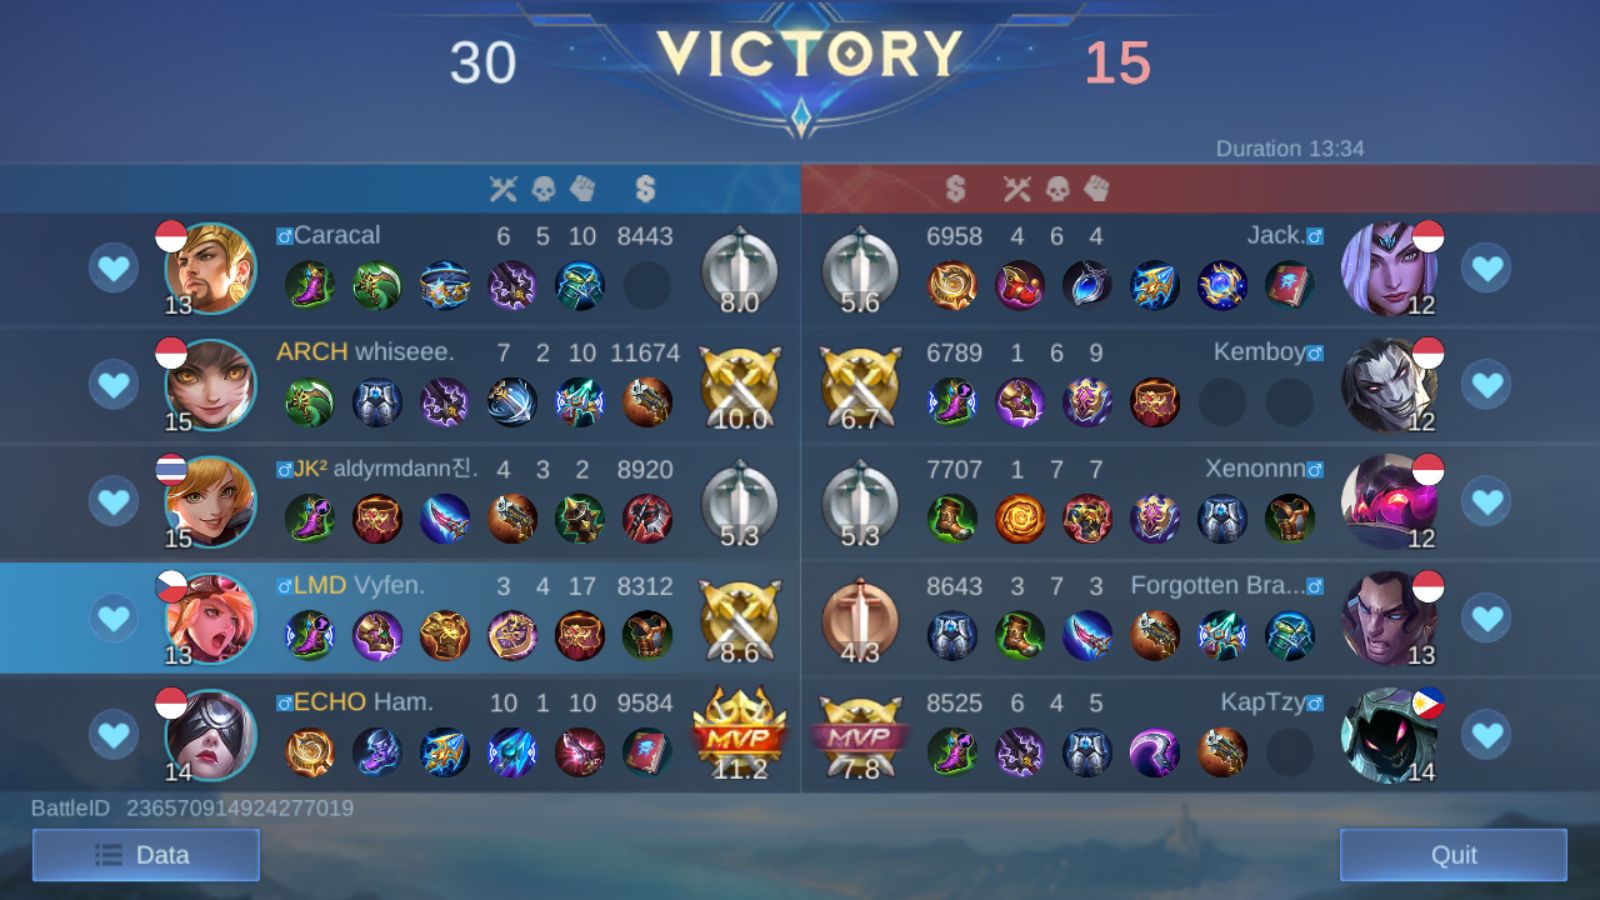 30 VICTORY 15
Duration 13:34
Caracal 6 5 10 8443 8.0
13
5.6 6958 4 6 4 Jack.
12
ARCH whiseee. 7 2 10 11674 10.0
15
6.7 6789 1 6 9 Kemboy
12
JK² aldyrmdann진. 4 3 2 8920 5.3
15
5.3 7707 1 7 7 Xenonnn
12
LMD Vyfen. 3 4 17 8312 8.6
13
4.3 8643 3 7 3 Forgotten Bra...
13
ECHO Ham. 10 1 10 9584 MVP 11.2
14
MVP 7.8 8525 6 4 5 KapTzy
14
BattleID 236570914924277019
Data
Quit